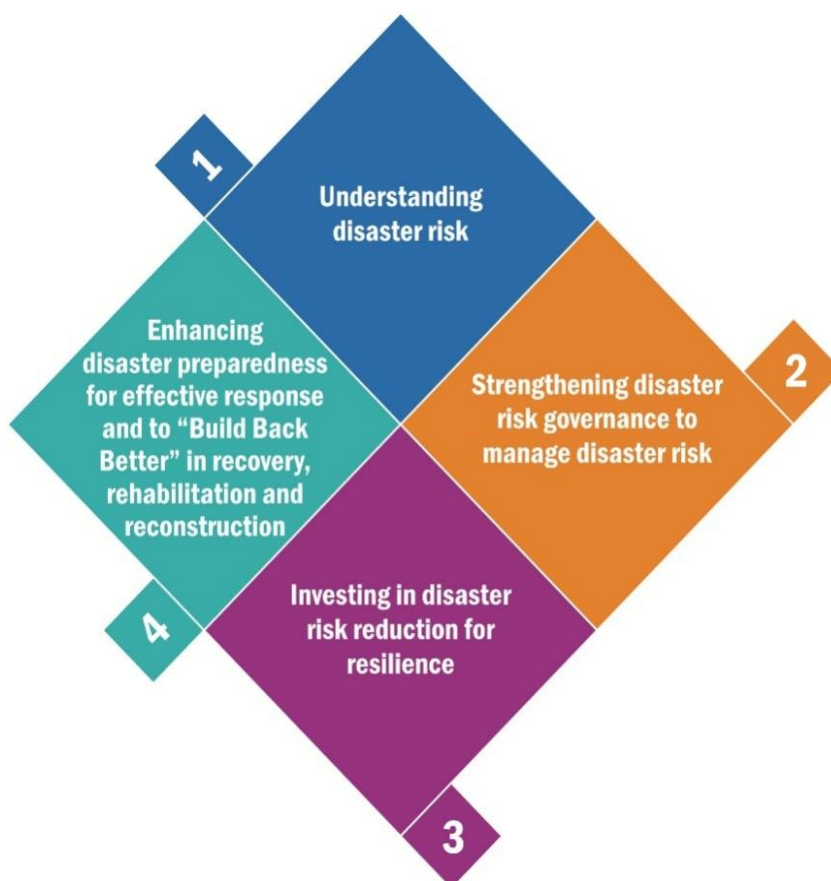 1
Understanding
disaster risk
2
Strengthening disaster
risk governance to
manage disaster risk
3
Investing in disaster
risk reduction for
resilience
4
Enhancing
disaster preparedness
for effective response
and to “Build Back
Better” in recovery,
rehabilitation and
reconstruction